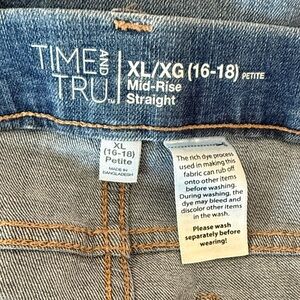 TIME AND TRU™
XL/XG (16-18) PETITE
Mid-Rise
Straight
XL
(16-18)
Petite
MADE IN
BANGLADESH
The rich dye process
used in making this
fabric can rub off
onto other items
before washing.
During washing, the
dye may bleed and
discolor other items
in the wash.
Please wash
separately before
wearing!